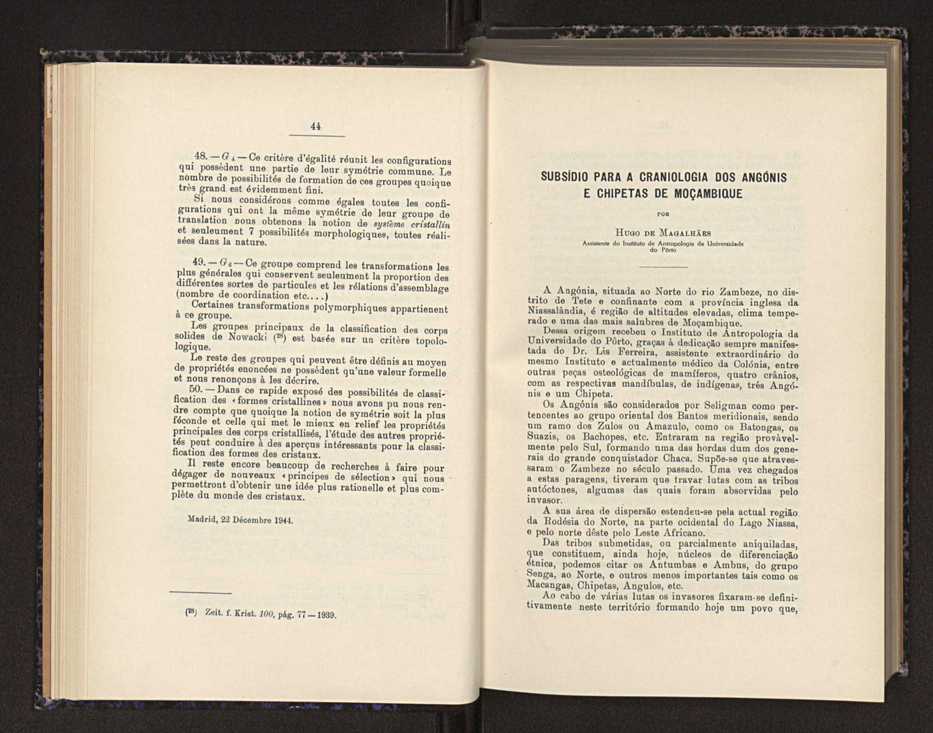 44
48. — G 4 — Ce critère d'égalité réunit les configurations
qui possèdent une partie de leur symétrie commune. Le
nombre de possibilités de formation de ces groupes quoique
très grand est évidemment fini.
Si nous considérons comme égales toutes les confi-
gurations qui ont la même symétrie de leur groupe de
translation nous obtenons la notion de système cristallin
et seulement 7 possibilités morphologiques, toutes réali-
sées dans la nature.
49. — G 5 — Ce groupe comprend les transformations les
plus générales qui conservent seulement la proportion des
différentes sortes de particules et les rélations d'assemblage
(nombre de coordination etc....)
Certaines transformations polymorphiques appartienent
à ce groupe.
Les groupes principaux de la classification des corps
solides de Nowacki (28) est basée sur un critère topolo-
logique.
Le reste des groupes qui peuvent être définis au moyen
de propriétés enoncées ne possèdent qu'une valeur formelle
et nous renonçons à les décrire.
50. — Dans ce rapide exposé des possibilités de classi-
fication des «formes cristallines» nous avons pu nous ren-
dre compte que quoique la notion de symétrie soit la plus
féconde et celle qui met le mieux en relief les propriétés
principales des corps cristallisés, l'étude des autres proprié-
tés peut conduire à des aperçus intéressants pour la classi-
fication des formes des cristaux.
Il reste encore beaucoup de recherches à faire pour
dégager de nouveaux «principes de sélection» qui nous
permettront d'obtenir une idée plus rationelle et plus com-
plète du monde des cristaux.
Madrid, 22 Décembre 1944.
(28) Zeit. f. Krist. 100, pág. 77 — 1939.
SUBSÍDIO PARA A CRANIOLOGIA DOS ANGÓNIS
E CHIPETAS DE MOÇAMBIQUE
POR
HUGO DE MAGALHÃES
Assistente do Instituto de Antropologia da Universidade
do Pôrto
A Angónia, situada ao Norte do rio Zambeze, no dis-
trito de Tete e confinante com a província inglesa da
Niassalândia, é região de altitudes elevadas, clima tempe-
rado e uma das mais salubres de Moçambique.
Dessa origem recebeu o Instituto de Antropologia da
Universidade do Pôrto, graças à dedicação sempre manifes-
tada do Dr. Lis Ferreira, assistente extraordinário do
mesmo Instituto e actualmente médico da Colónia, entre
outras peças osteológicas de mamíferos, quatro crânios,
com as respectivas mandíbulas, de indígenas, três Angó-
nis e um Chipeta.
Os Angónis são considerados por Seligman como per-
tencentes ao grupo oriental dos Bantos meridionais, sendo
um ramo dos Zulos ou Amazulo, como os Batongas, os
Suazis, os Bachopes, etc. Entraram na região provàvel-
mente pelo Sul, formando uma das hordas dum dos gene-
rais do grande conquistador Chaca. Supõe-se que atraves-
saram o Zambeze no século passado. Uma vez chegados
a estas paragens, tiveram que travar lutas com as tribos
autóctones, algumas das quais foram absorvidas pelo
invasor.
A sua área de dispersão estendeu-se pela actual região
da Rodésia do Norte, na parte ocidental do Lago Niassa,
e pelo norte dêste pelo Leste Africano.
Das tribos submetidas, ou parcialmente aniquiladas,
que constituem, ainda hoje, núcleos de diferenciação
étnica, podemos citar os Antumbas e Ambus, do grupo
Senga, ao Norte, e outros menos importantes tais como os
Macangas, Chipetas, Angulos, etc.
Ao cabo de várias lutas os invasores fixaram-se defini-
tivamente neste território formando hoje um povo que,